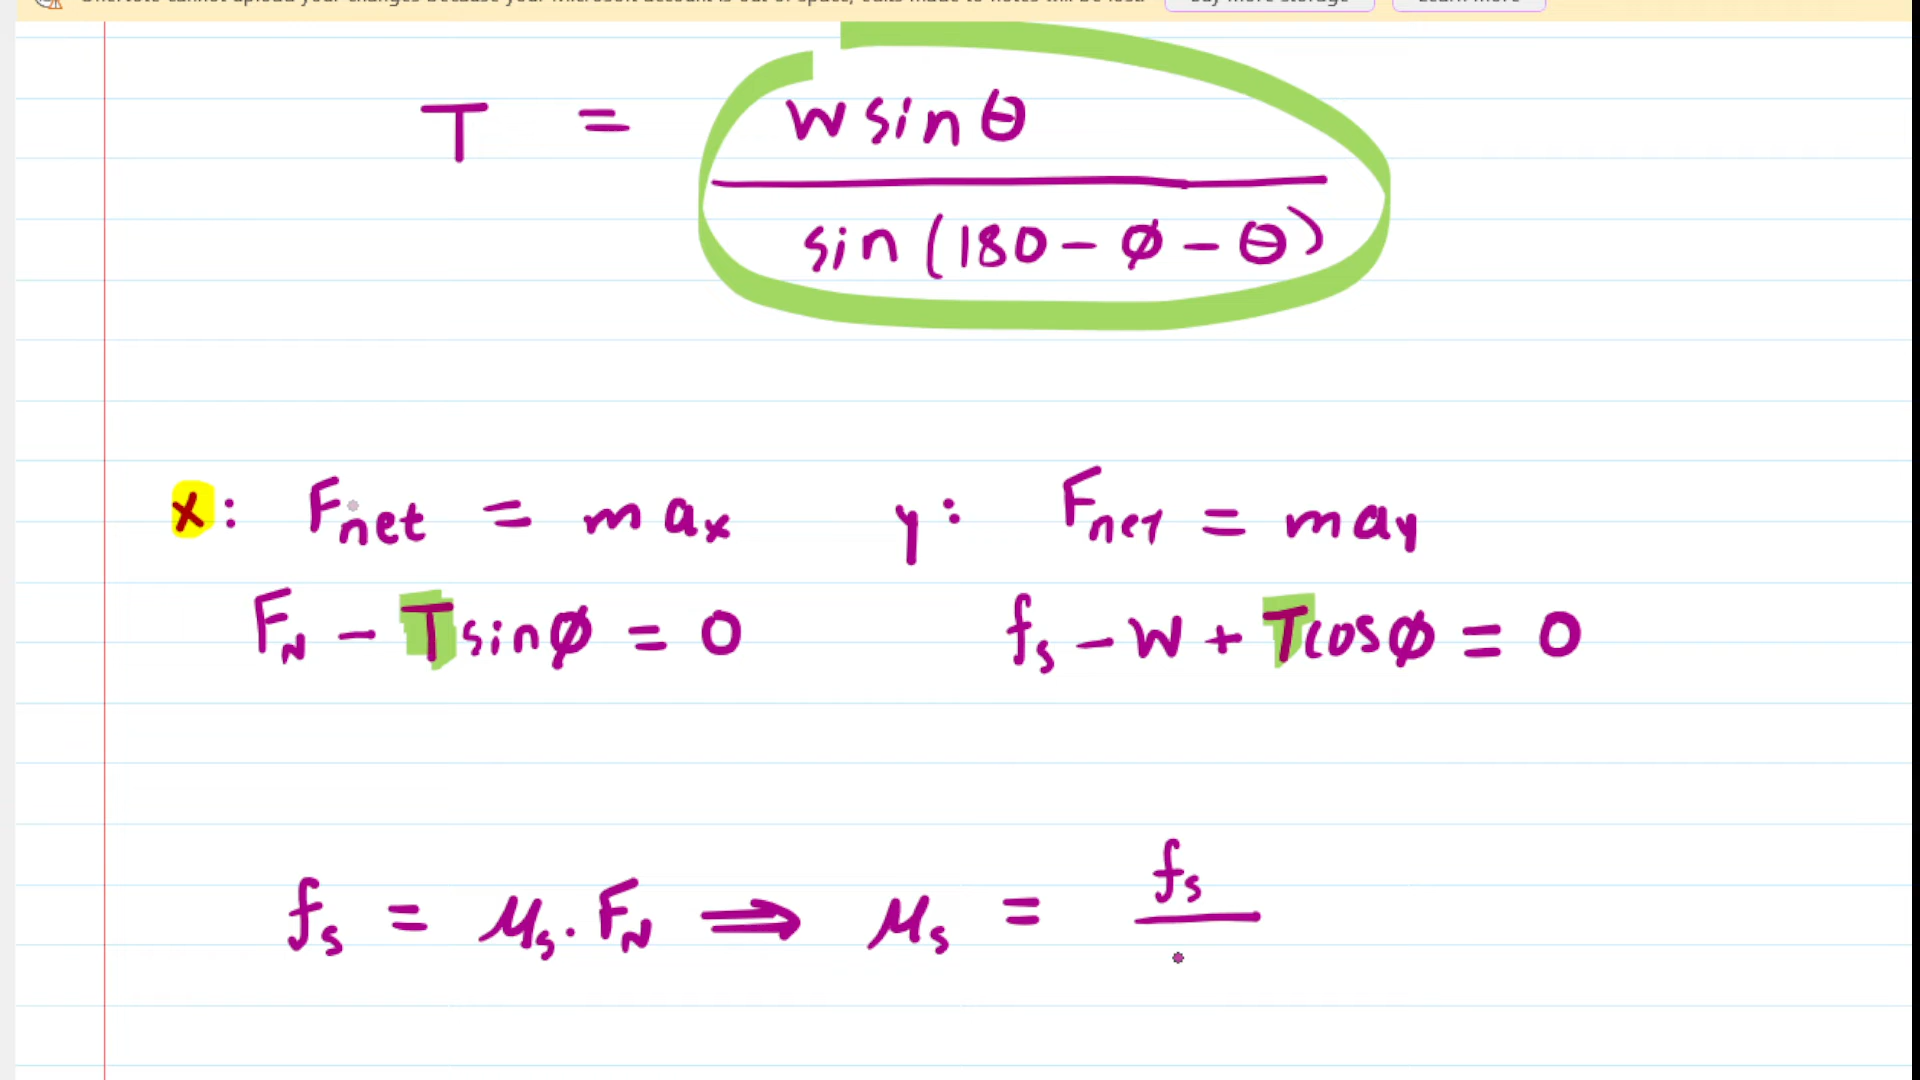 T = w sin θ
sin (180 - Ø - θ)
x: Fnet = max y: Fnet = may
FN - T sin Ø = 0 fs - W + T cos Ø = 0
fs = μs . FN ⟹ μs = fs